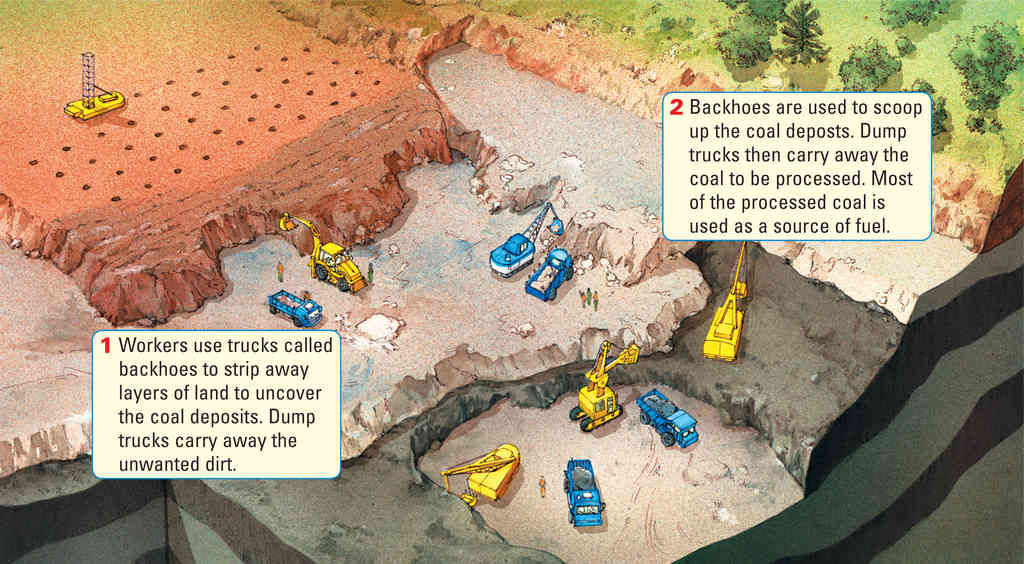 1 Workers use trucks called
backhoes to strip away
layers of land to uncover
the coal deposits. Dump
trucks carry away the
unwanted dirt.
2 Backhoes are used to scoop
up the coal deposts. Dump
trucks then carry away the
coal to be processed. Most
of the processed coal is
used as a source of fuel.